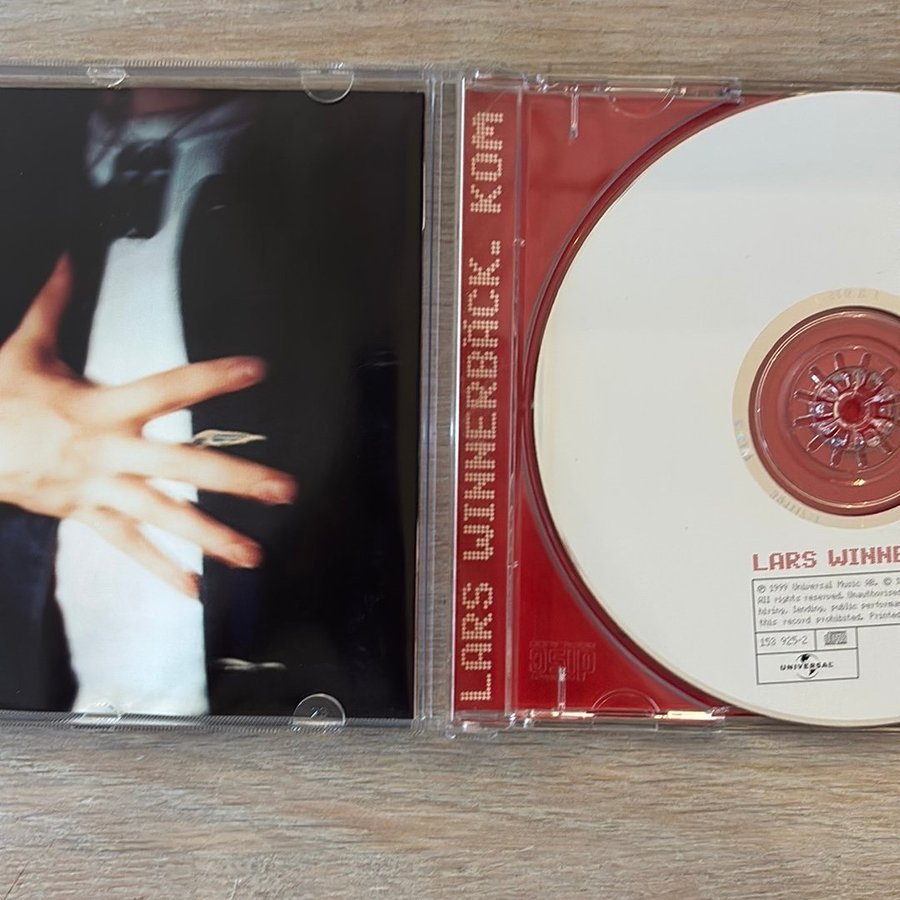 LARS WINNERBÄCK. KOM
LARS WINNE
℗ 1999 Universal Music AB. © 1
All rights reserved. Unauthorised
hiring, lending, public performan
this record prohibited. Printed
153 925-2
UNIVERSAL